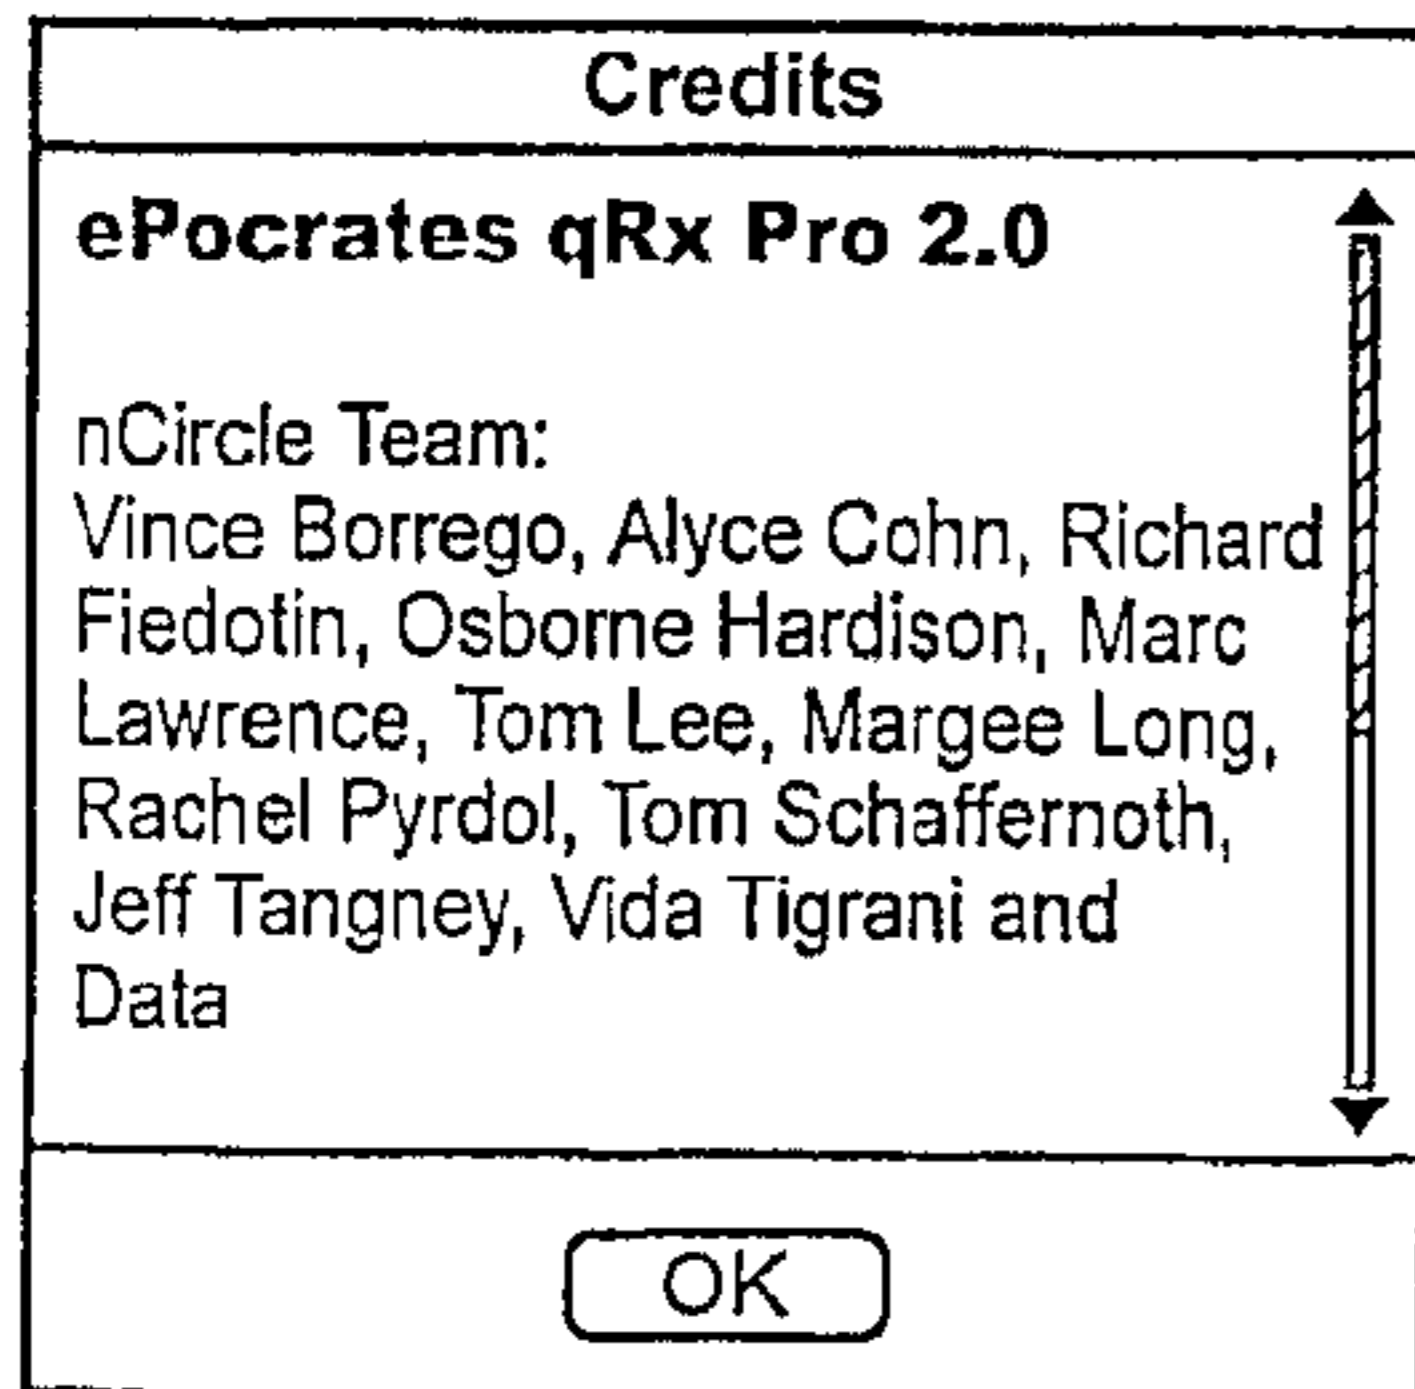 Credits
ePocrates qRx Pro 2.0
nCircle Team:
Vince Borrego, Alyce Cohn, Richard
Fiedotin, Osborne Hardison, Marc
Lawrence, Tom Lee, Margee Long,
Rachel Pyrdol, Tom Schaffernoth,
Jeff Tangney, Vida Tigrani and
Data
OK